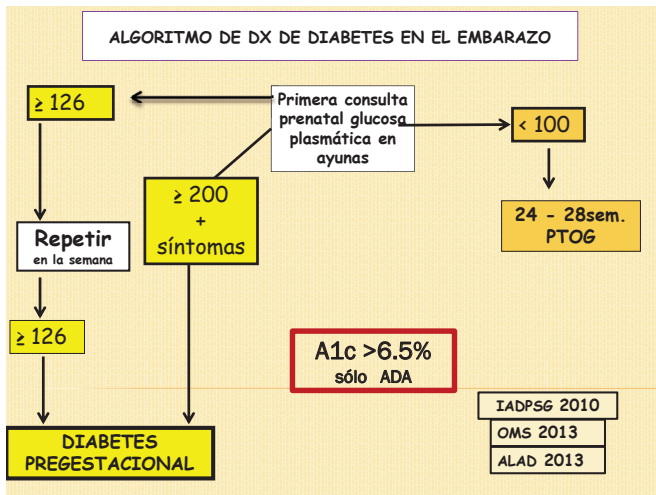 ALGORITMO DE DX DE DIABETES EN EL EMBARAZO
≥ 126
Primera consulta
prenatal glucosa
plasmática en
ayunas
< 100
≥ 200
+
síntomas
24 - 28sem.
PTOG
Repetir
en la semana
≥ 126
A1c >6.5%
sólo ADA
IADPSG 2010
OMS 2013
ALAD 2013
DIABETES
PREGESTACIONAL